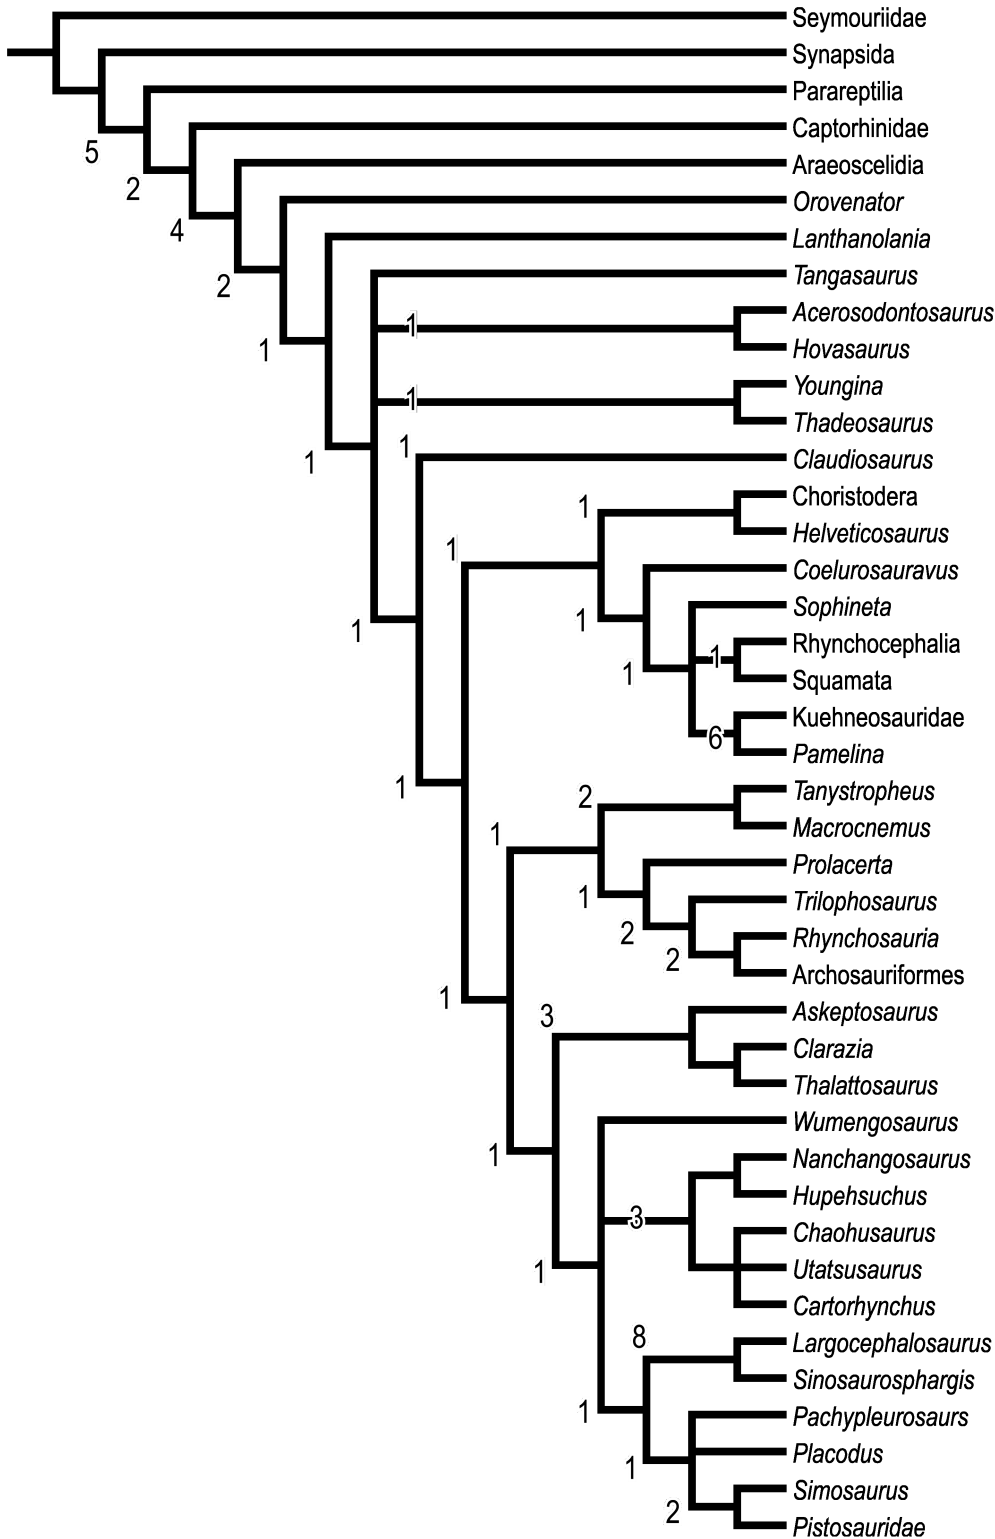 Seymouriidae
Synapsida
Parareptilia
5
Captorhinidae
2
Araeoscelidia
Orovenator
4
Lanthanolania
Tangasaurus
2
Acerosodontosaurus
1
Hovasaurus
1
Youngina
1
Thadeosaurus
1
Claudiosaurus
1
Choristodera
1
Helveticosaurus
1
Coelurosauravus
Sophineta
1
1
Rhynchocephalia
1
1
Squamata
Kuehneosauridae
6
Pamelina
1
Tanystropheus
2
Macrocnemus
1
Prolacerta
1
Trilophosaurus
2
Rhynchosauria
2
Archosauriformes
1
Askeptosaurus
3
Clarazia
Thalattosaurus
Wumengosaurus
1
Nanchangosaurus
Hupehsuchus
3
Chaohusaurus
Utatsusaurus
1
Cartorhynchus
8
Largocephalosaurus
Sinosaurosphargis
1
Pachypleurosaurs
Placodus
1
Simosaurus
2
Pistosauridae